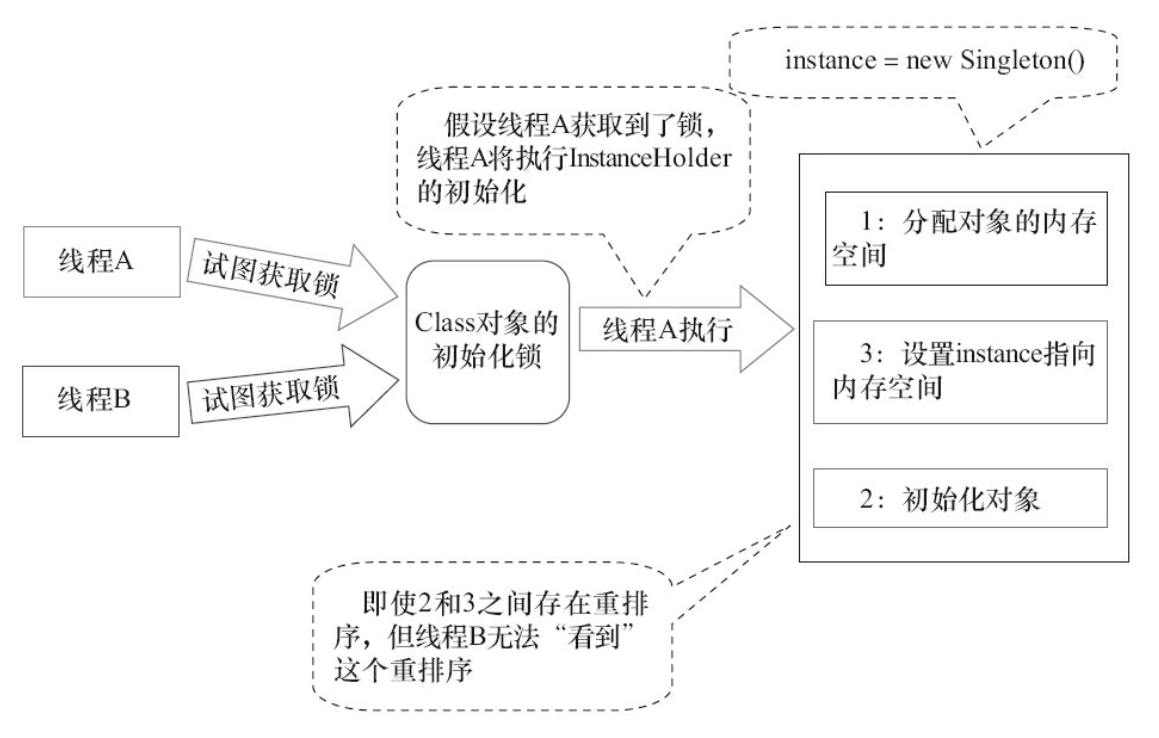 instance = new Singleton()
假设线程A获取到了锁，
线程A将执行InstanceHolder
的初始化
线程A
试图获取锁
线程B
试图获取锁
Class对象的
初始化锁
线程A执行
1：分配对象的内存
空间
3：设置instance指向
内存空间
2：初始化对象
即使2和3之间存在重排
序，但线程B无法“看到”
这个重排序